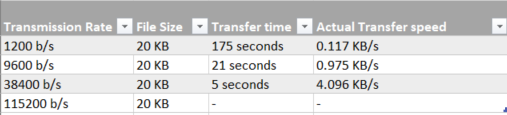 Transmission Rate File Size Transfer time Actual Transfer speed
1200 b/s 20 KB 175 seconds 0.117 KB/s
9600 b/s 20 KB 21 seconds 0.975 KB/s
38400 b/s 20 KB 5 seconds 4.096 KB/s
115200 b/s 20 KB - -